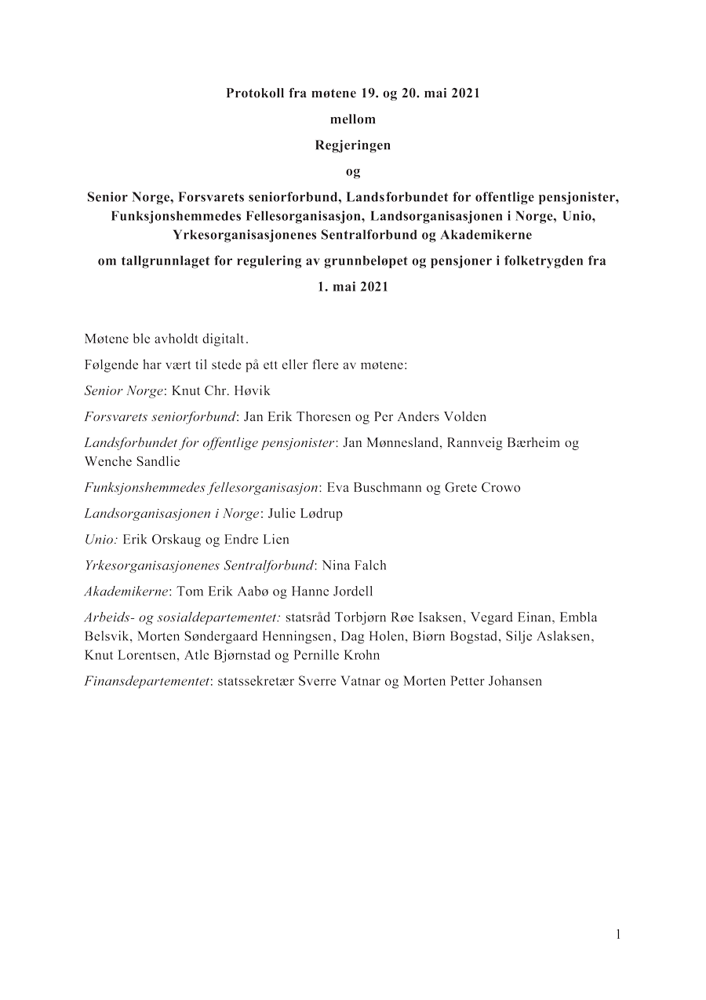 Protokoll fra møtene 19. og 20. mai 2021
mellom
Regjeringen
og
Senior Norge, Forsvarets seniorforbund, Landsforbundet for offentlige pensjonister,
Funksjonshemmedes Fellesorganisasjon, Landsorganisasjonen i Norge, Unio,
Yrkesorganisasjonenes Sentralforbund og Akademikerne
om tallgrunnlaget for regulering av grunnbeløpet og pensjoner i folketrygden fra
1. mai 2021
Møtene ble avholdt digitalt.
Følgende har vært til stede på ett eller flere av møtene:
Senior Norge: Knut Chr. Høvik
Forsvarets seniorforbund: Jan Erik Thoresen og Per Anders Volden
Landsforbundet for offentlige pensjonister: Jan Mønnesland, Rannveig Bærheim og
Wenche Sandlie
Funksjonshemmedes fellesorganisasjon: Eva Buschmann og Grete Crowo
Landsorganisasjonen i Norge: Julie Lødrup
Unio: Erik Orskaug og Endre Lien
Yrkesorganisasjonenes Sentralforbund: Nina Falch
Akademikerne: Tom Erik Aabø og Hanne Jordell
Arbeids- og sosialdepartementet: statsråd Torbjørn Røe Isaksen, Vegard Einan, Embla
Belsvik, Morten Søndergaard Henningsen, Dag Holen, Biørn Bogstad, Silje Aslaksen,
Knut Lorentsen, Atle Bjørnstad og Pernille Krohn
Finansdepartementet: statssekretær Sverre Vatnar og Morten Petter Johansen
1